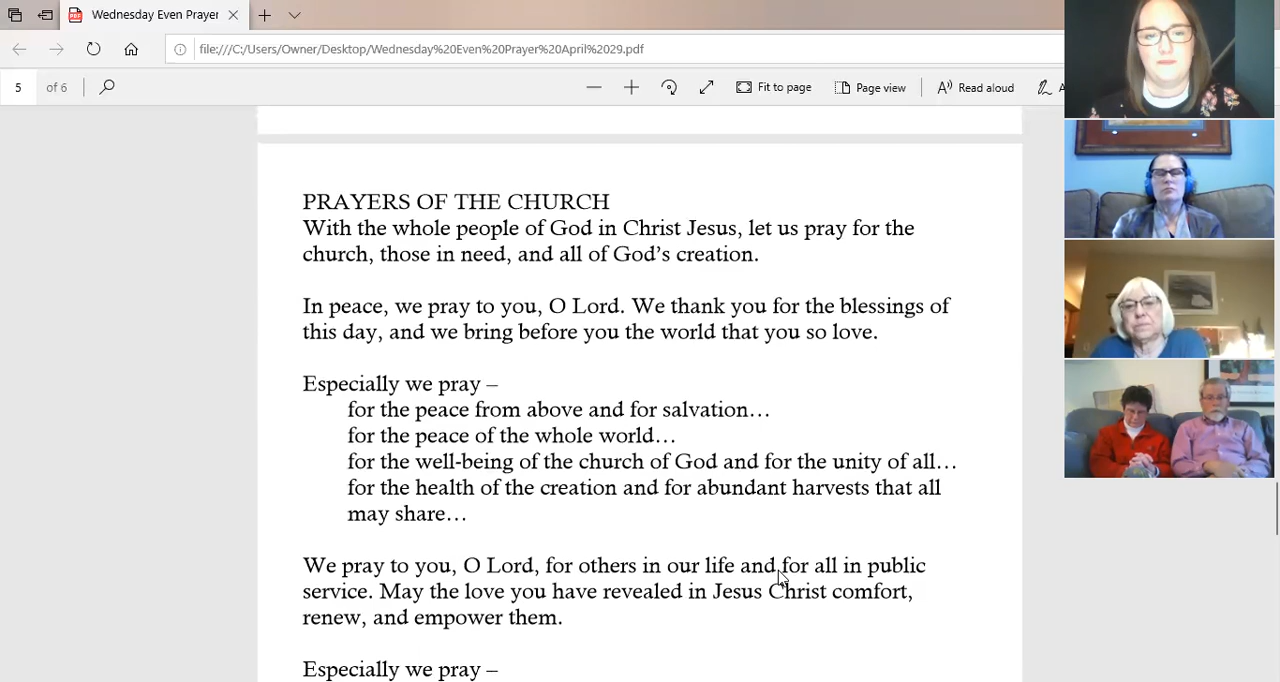 Wednesday Even Prayer
file:///C:/Users/Owner/Desktop/Wednesday%20Even%20Prayer%20April%2029.pdf
5 of 6 Fit to page Page view Read aloud
PRAYERS OF THE CHURCH
With the whole people of God in Christ Jesus, let us pray for the
church, those in need, and all of God’s creation.
In peace, we pray to you, O Lord. We thank you for the blessings of
this day, and we bring before you the world that you so love.
Especially we pray –
for the peace from above and for salvation…
for the peace of the whole world…
for the well-being of the church of God and for the unity of all…
for the health of the creation and for abundant harvests that all
may share…
We pray to you, O Lord, for others in our life and for all in public
service. May the love you have revealed in Jesus Christ comfort,
renew, and empower them.
Especially we pray –